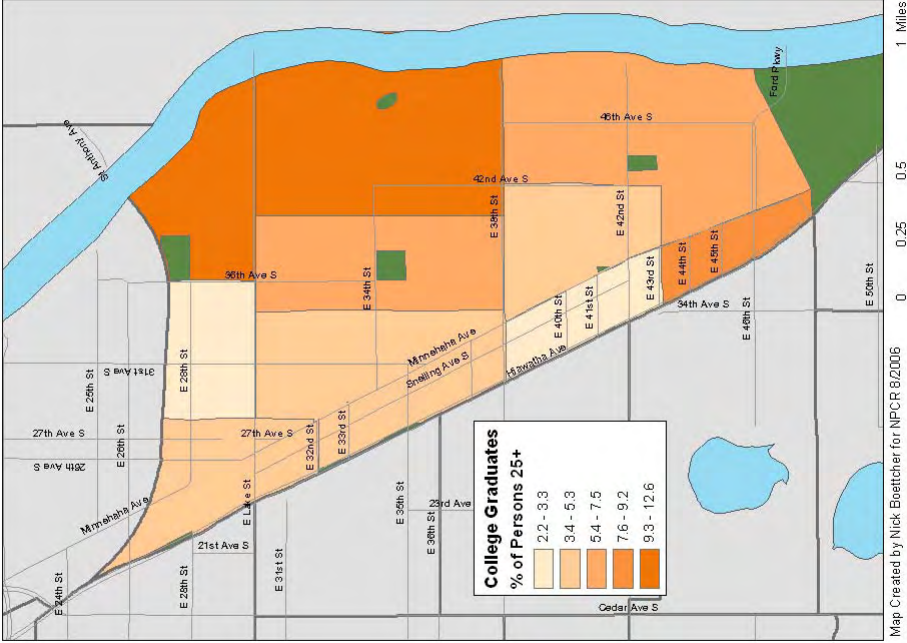 St Anthony Ave
Ford Pkwy
46th Ave S
42nd Ave S
E 38th St
E 42nd St
36th Ave S
E 34th St
E 43rd St
E 44th St
E 45th St
34th Ave S
E 40th St
E 41st St
E 46th St
E 50th St
Minnehaha Ave
Snelling Ave S
Hiawatha Ave
31st Ave S
E 25th St
E 28th St
27th Ave S
E 26th St
26th Ave S
27th Ave S
E 32nd St
E 33rd St
Minnehaha Ave
E Lake St
E 35th St
E 36th St
23rd Ave
21st Ave S
E 24th St
E 28th St
E 31st St
Cedar Ave S
College Graduates
% of Persons 25+
2.2 - 3.3
3.4 - 5.3
5.4 - 7.5
7.6 - 9.2
9.3 - 12.6
0 0.25 0.5 1 Miles
Map Created by Nick Boettcher for NPCR 8/2006